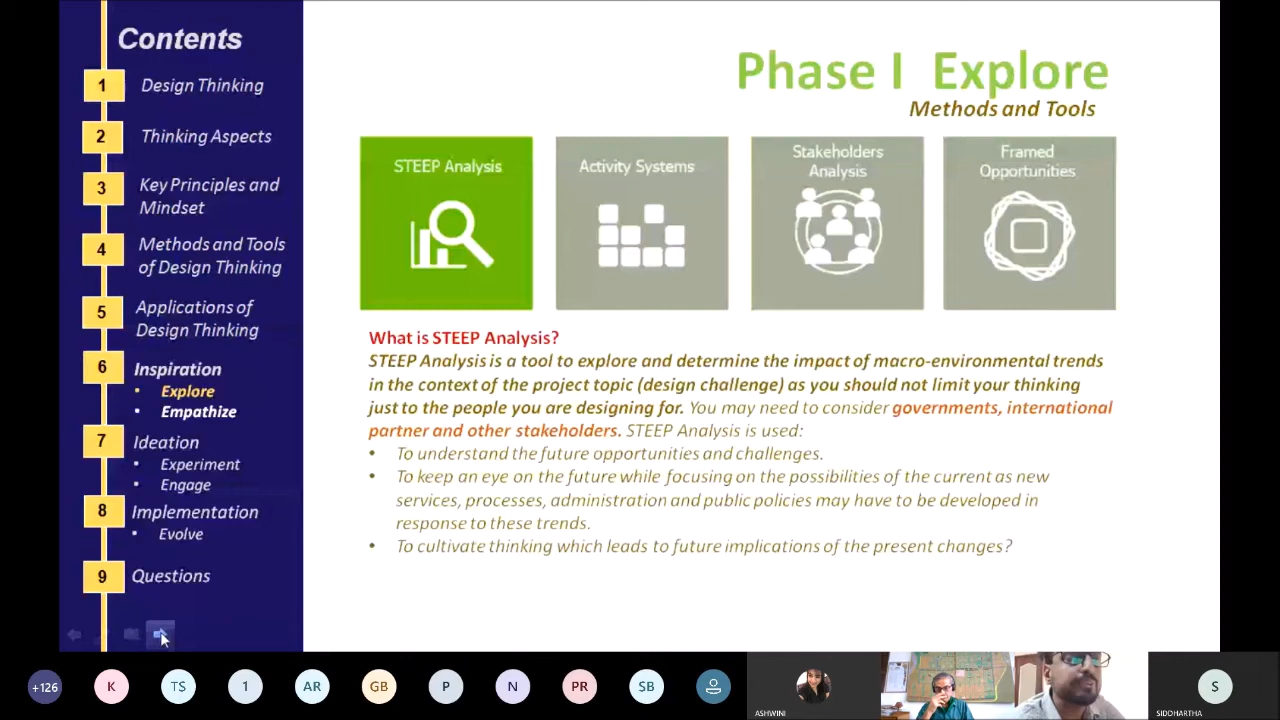 Contents
1 Design Thinking
2 Thinking Aspects
3 Key Principles and
Mindset
4 Methods and Tools
of Design Thinking
5 Applications of
Design Thinking
6 Inspiration
• Explore
• Empathize
7 Ideation
• Experiment
• Engage
8 Implementation
• Evolve
9 Questions
Phase I Explore
Methods and Tools
STEEP Analysis
Activity Systems
Stakeholders
Analysis
Framed
Opportunities
What is STEEP Analysis?
STEEP Analysis is a tool to explore and determine the impact of macro-environmental trends
in the context of the project topic (design challenge) as you should not limit your thinking
just to the people you are designing for. You may need to consider governments, international
partner and other stakeholders. STEEP Analysis is used:
• To understand the future opportunities and challenges.
• To keep an eye on the future while focusing on the possibilities of the current as new
services, processes, administration and public policies may have to be developed in
response to these trends.
• To cultivate thinking which leads to future implications of the present changes?
+126 K TS 1 AR GB P N PR SB S
ASHWINI SIDDHARTHA